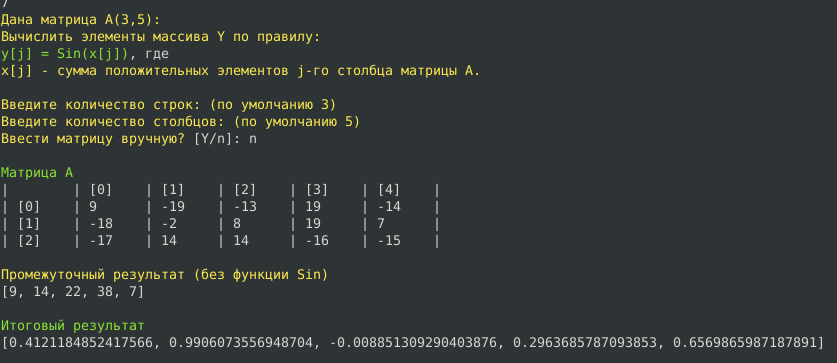 7
Дана матрица A(3,5):
Вычислить элементы массива Y по правилу:
y[j] = Sin(x[j]), где
x[j] - сумма положительных элементов j-го столбца матрицы A.
Введите количество строк: (по умолчанию 3)
Введите количество столбцов: (по умолчанию 5)
Ввести матрицу вручную? [Y/n]: n
Матрица A
| | [0] | [1] | [2] | [3] | [4] |
| [0] | 9 | -19 | -13 | 19 | -14 |
| [1] | -18 | -2 | 8 | 19 | 7 |
| [2] | -17 | 14 | 14 | -16 | -15 |
Промежуточный результат (без функции Sin)
[9, 14, 22, 38, 7]
Итоговый результат
[0.4121184852417566, 0.9906073556948704, -0.008851309290403876, 0.2963685787093853, 0.6569865987187891]